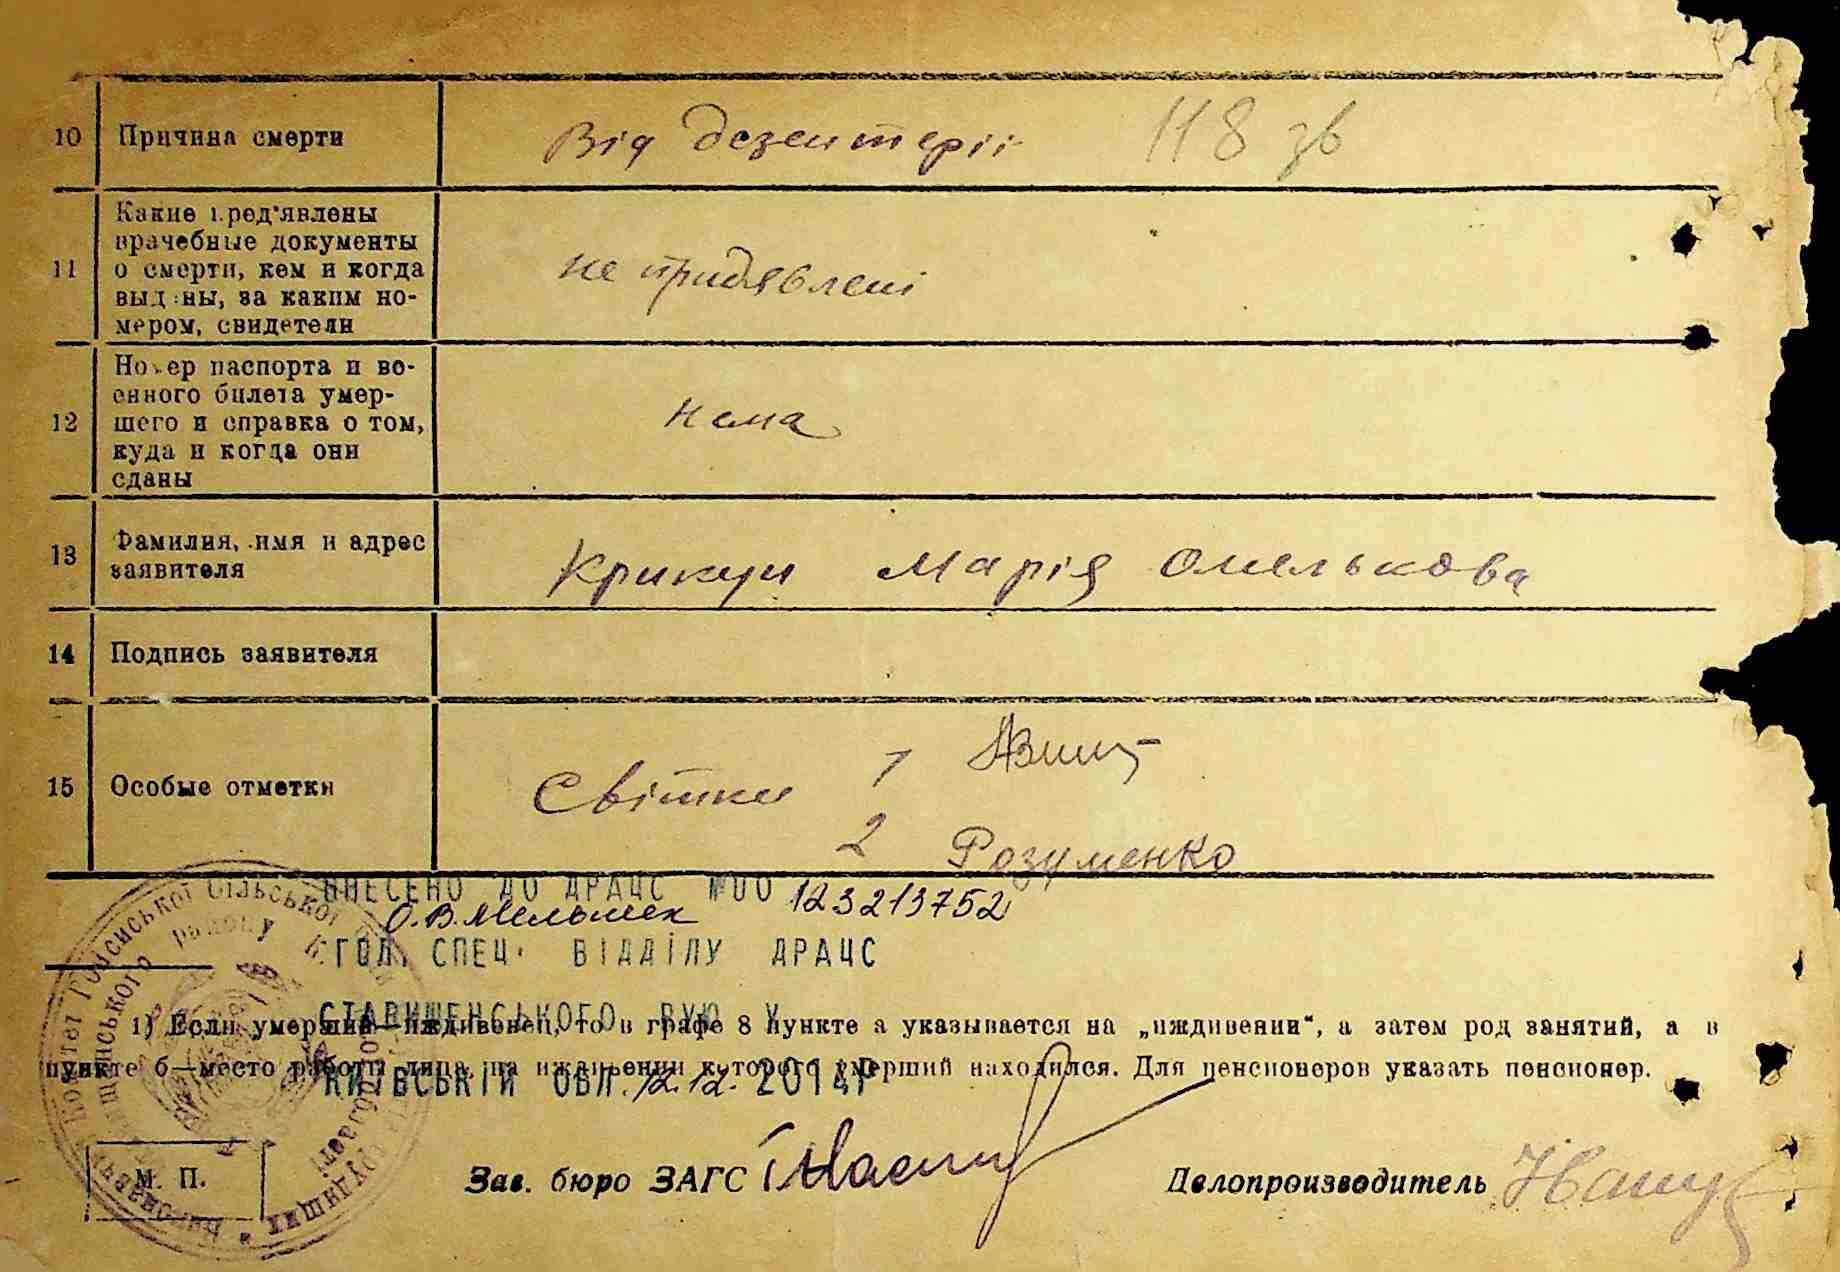 10 Причина смерти Від дезентерії 118 зв
11 Какие пред'явлены
врачебные документы
о смерти, кем и когда
выданы, за каким но-
мером, свидетели
не придявлені
12 Номер паспорта и во-
енного билета умер-
шего и справка о том,
куда и когда они
сданы
нема
13 Фамилия, имя и адрес
заявителя
Крикун Марія Омелькова
14 Подпись заявителя
15 Особые отметки
Світки 1
2 Розуменко
ВНЕСЕНО ДО ДРАЦС №00 123213752
О.В.Мельник
ГОЛ. СПЕЦ. ВІДДІЛУ ДРАЦС
СТАВИЩЕНСЬКОГО РУЮ У
1) Если умерший—иждивенец, то в графе 8 пункте а указывается на „иждивении“, а затем род занятий, а в
пункте б—место работы лица, на иждивении которого умерший находился. Для пенсионеров указать пенсионер.
КИЇВСЬКІЙ ОБЛ. 12.12. 2014Р
М. П.
Зав. бюро ЗАГС
Делопроизводитель